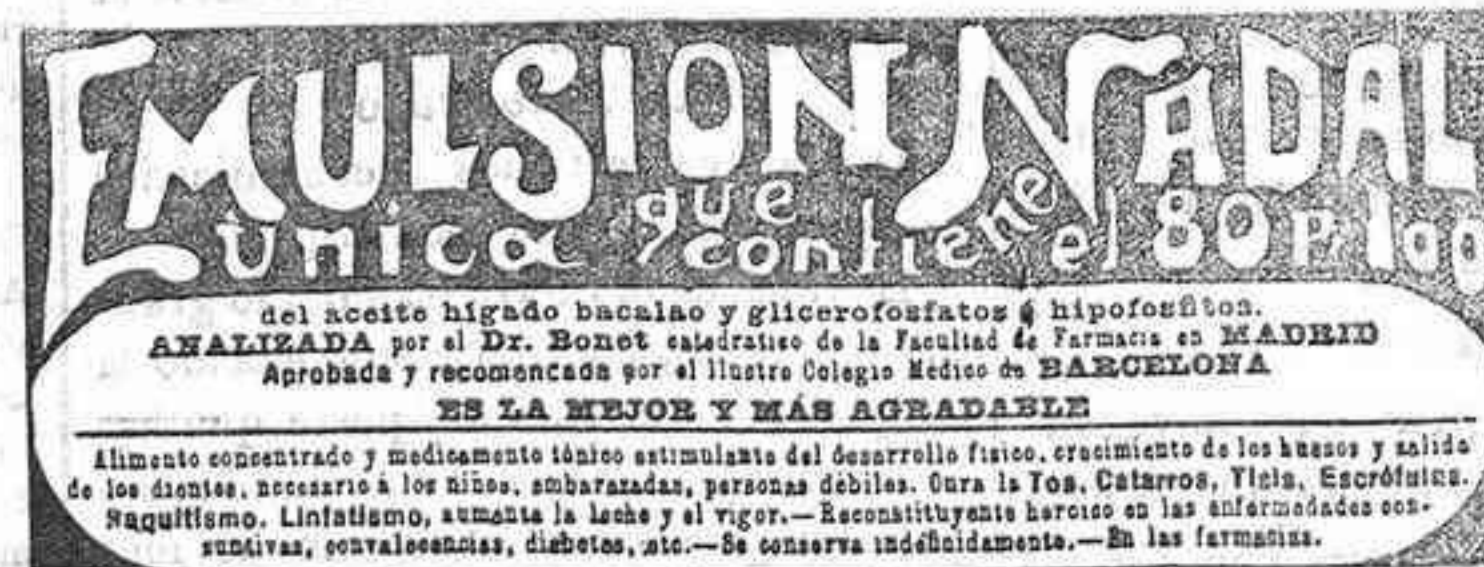 EMULSION NADAL
Única que contiene el 80 p. 100
del aceite hígado bacalao y glicerofosfatos é hipofosfitos.
ANALIZADA por el Dr. Bonet catedratico de la Facultad de Farmacia en MADRID
Aprobada y recomencada por el Ilustre Colegio Médico de BARCELONA
ES LA MEJOR Y MÁS AGRADABLE
Alimento concentrado y medicamento tónico estimulante del desarrollo fisico, crecimiento de los huesos y salida
de los dientes, necesario á los niños, embarazadas, personas débiles. Cura la Tos, Catarros, Tisis, Escrófulas,
Raquitismo, Linfatismo, aumenta la leche y el vigor.—Reconstituyente heroico en las enfermedades con-
suntivas, convalecencias, diabetes, etc.—Se conserva indefinidamente.—En las farmacias.